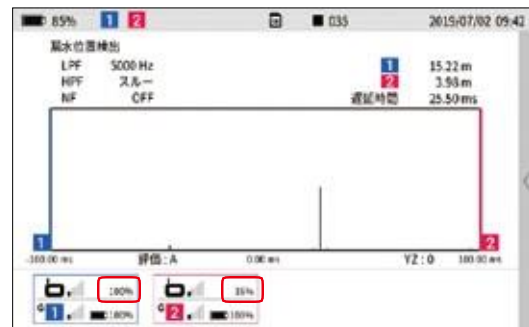 85% 1 2 035 2019/07/02 09:42
漏水位置検出
LPF 5000 Hz 1 15.22 m
HPF スルー 2 3.98 m
NF OFF 遅延時間 25.50 ms
1 2
-100.00 ms 評価:A 0.00 ms YZ:0 100.00 ms
100% 35%
G 1 100% G 2 100%